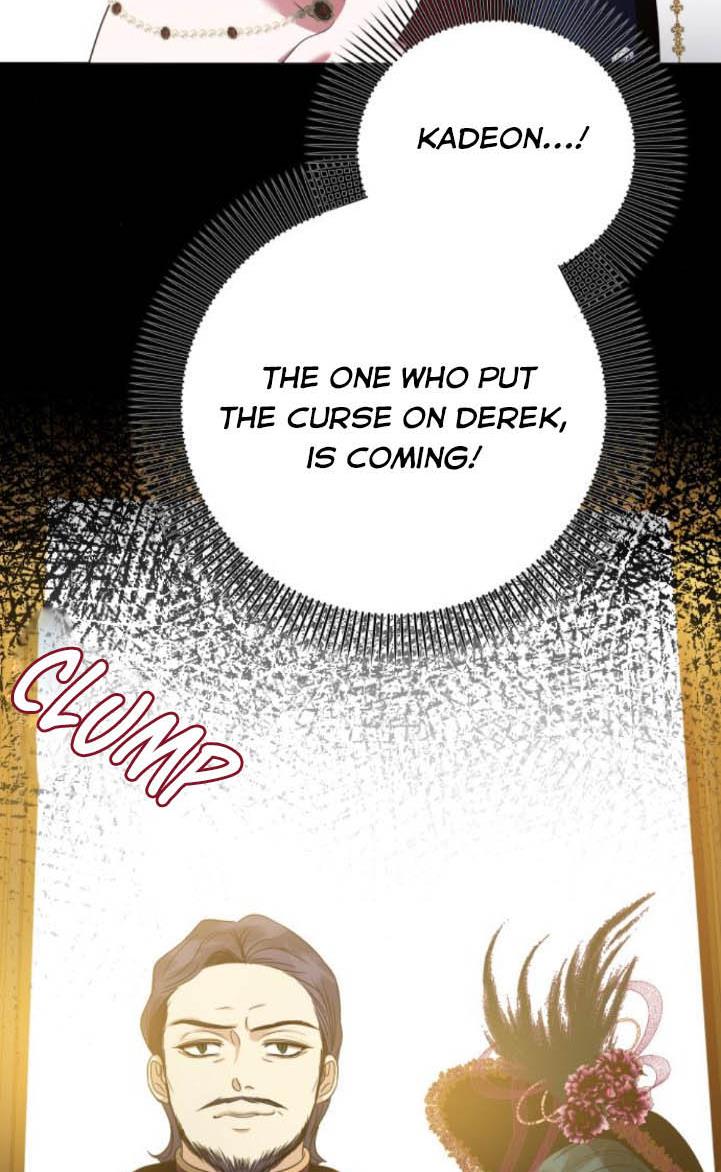 KADEON...!
THE ONE WHO PUT
THE CURSE ON DEREK,
IS COMING!
CLUMP